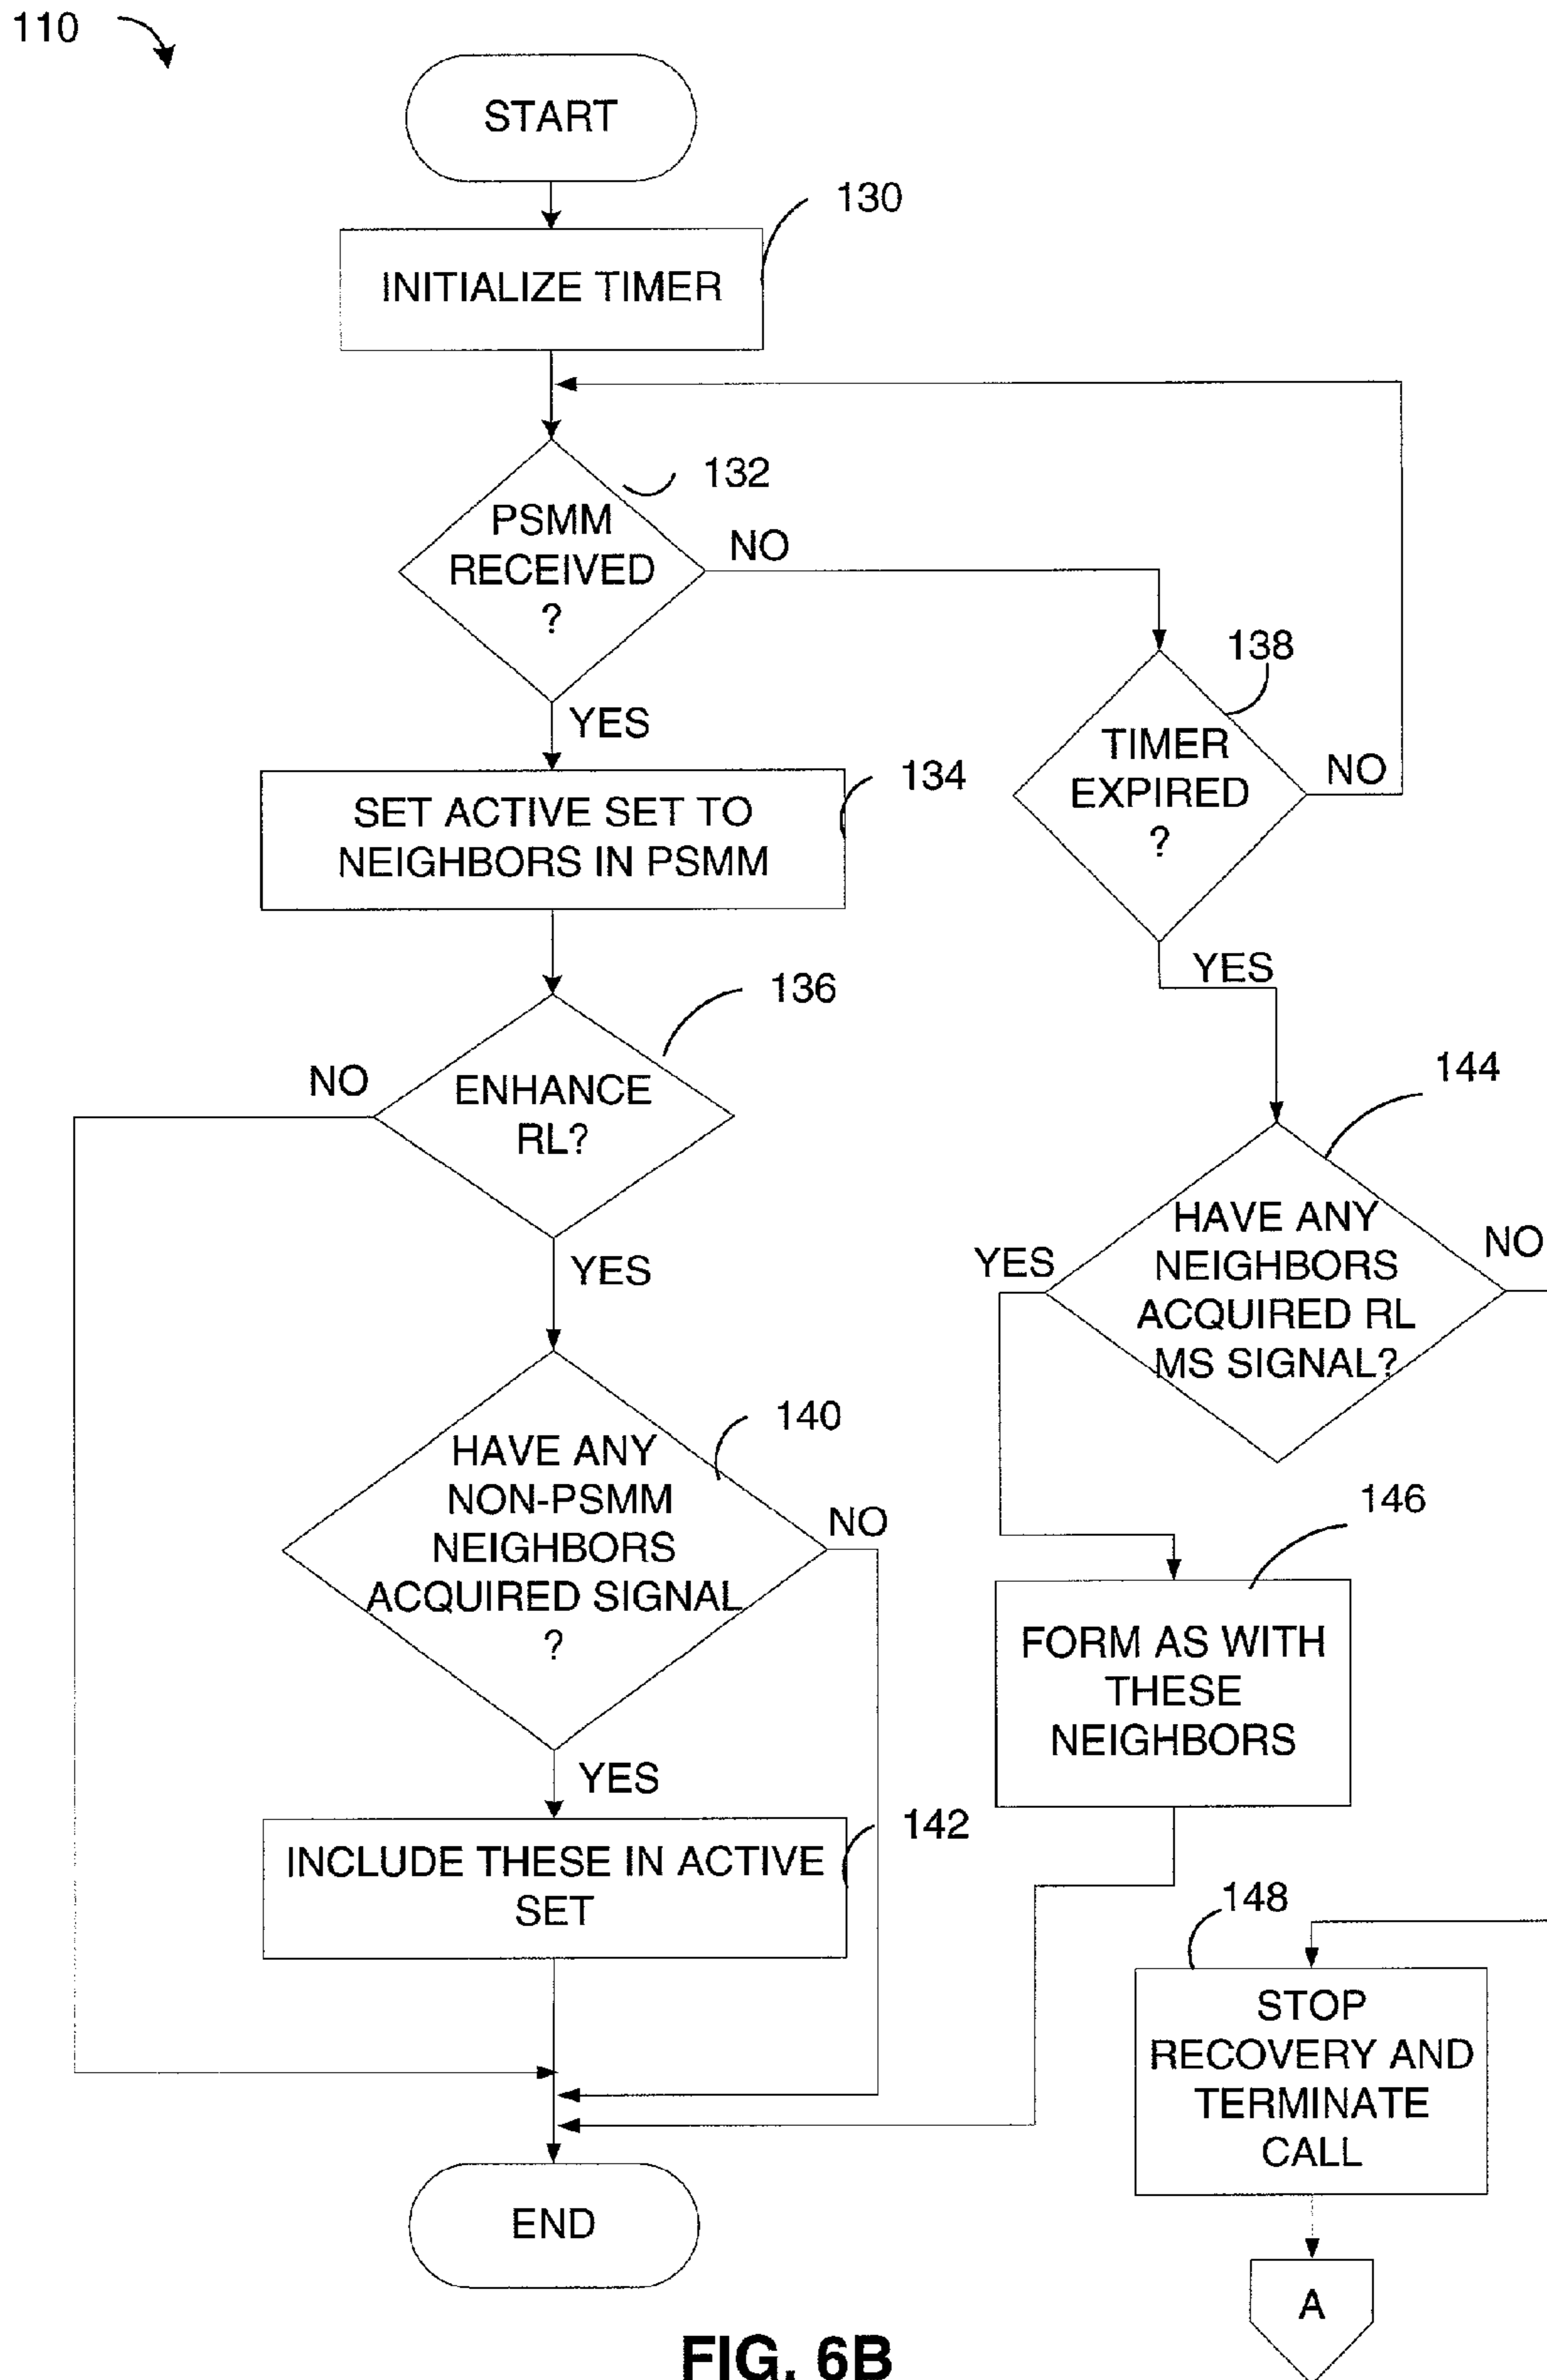 110
START
130
INITIALIZE TIMER
132
PSMM
RECEIVED
?
NO
YES
138
TIMER
EXPIRED
?
NO
YES
134
SET ACTIVE SET TO
NEIGHBORS IN PSMM
136
ENHANCE
RL?
NO
YES
144
HAVE ANY
NEIGHBORS
ACQUIRED RL
MS SIGNAL?
YES
NO
140
HAVE ANY
NON-PSMM
NEIGHBORS
ACQUIRED SIGNAL
?
NO
YES
146
FORM AS WITH
THESE
NEIGHBORS
142
INCLUDE THESE IN ACTIVE
SET
148
STOP
RECOVERY AND
TERMINATE
CALL
END
A
FIG. 6B